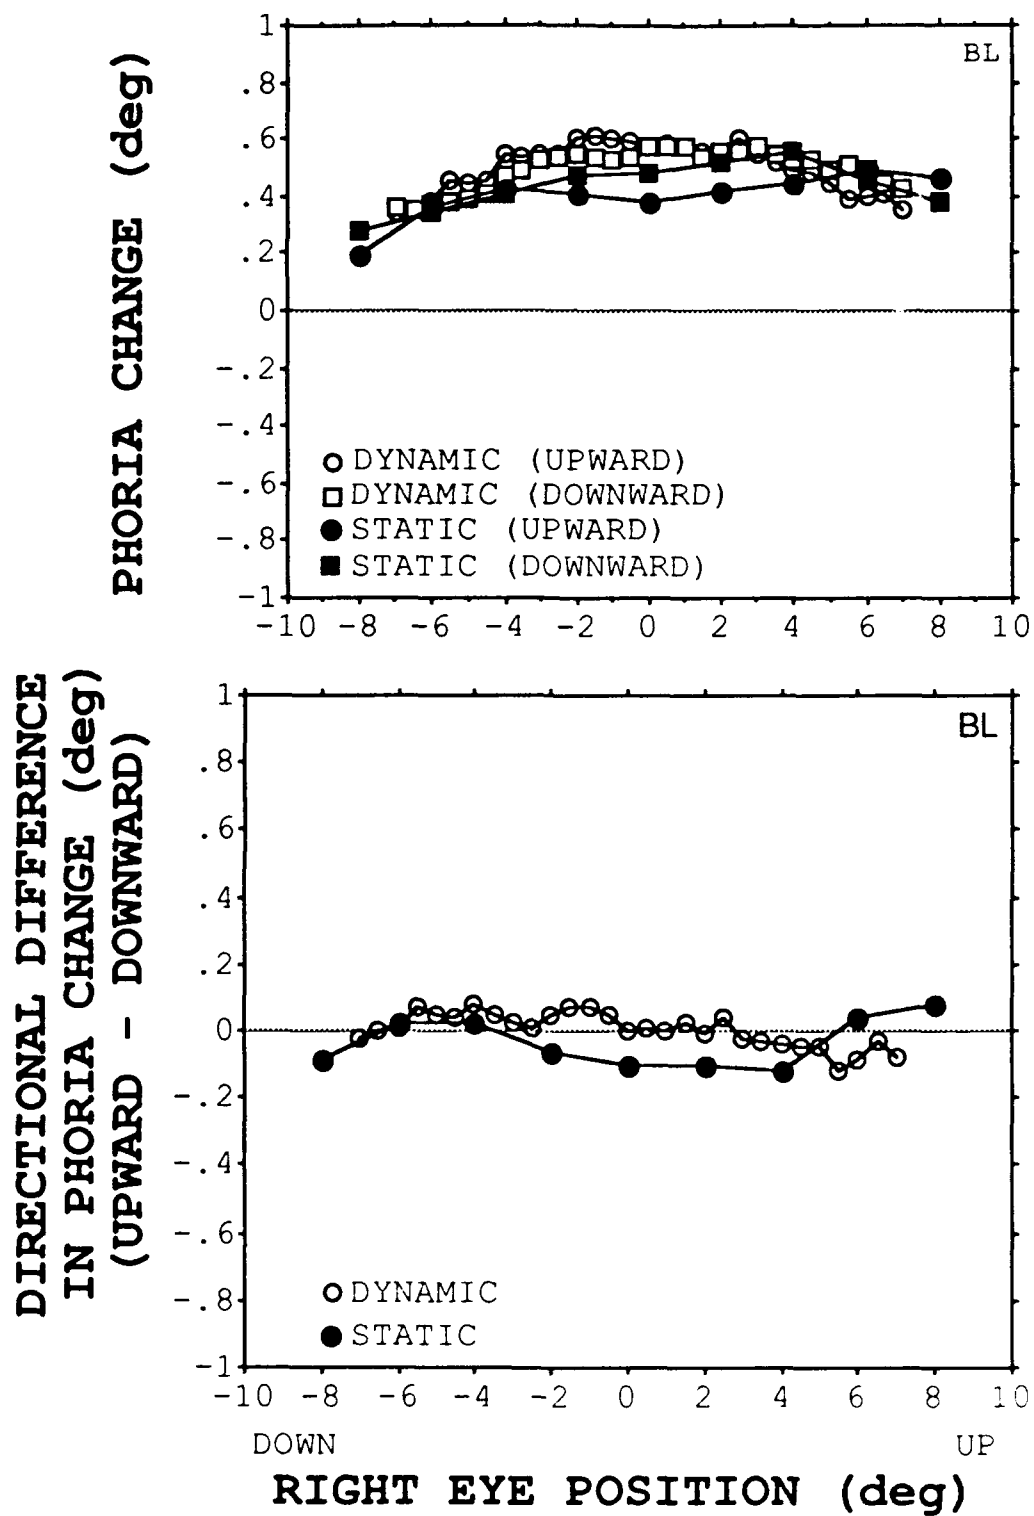 PHORIA CHANGE (deg)
1
.8
.6
.4
.2
0
-.2
-.4
-.6
-.8
-1
BL
○ DYNAMIC (UPWARD)
□ DYNAMIC (DOWNWARD)
● STATIC (UPWARD)
■ STATIC (DOWNWARD)
-10 -8 -6 -4 -2 0 2 4 6 8 10
DIRECTIONAL DIFFERENCE
IN PHORIA CHANGE (deg)
(UPWARD - DOWNWARD)
1
.8
.6
.4
.2
0
-.2
-.4
-.6
-.8
-1
BL
○ DYNAMIC
● STATIC
-10 -8 -6 -4 -2 0 2 4 6 8 10
DOWN UP
RIGHT EYE POSITION (deg)